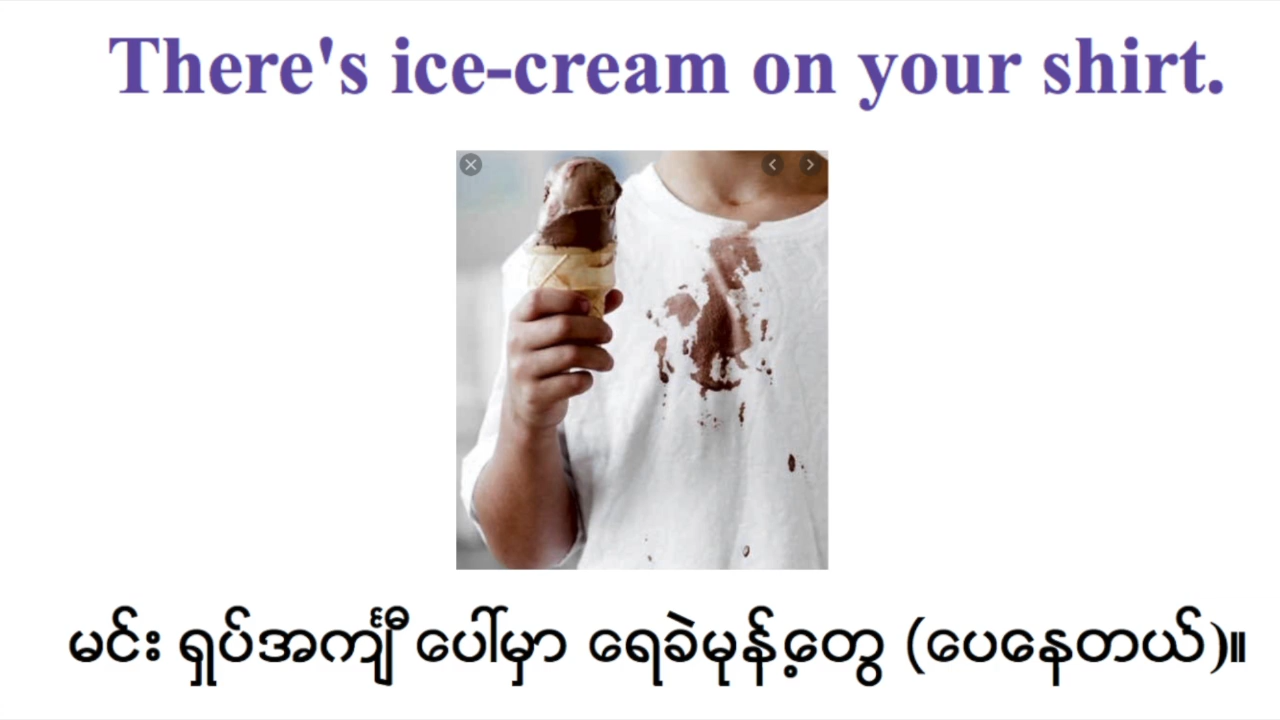 There's ice-cream on your shirt.
မင်း ရှပ်အင်္ကျီ ပေါ်မှာ ရေခဲမုန့်တွေ (ပေနေတယ်)။